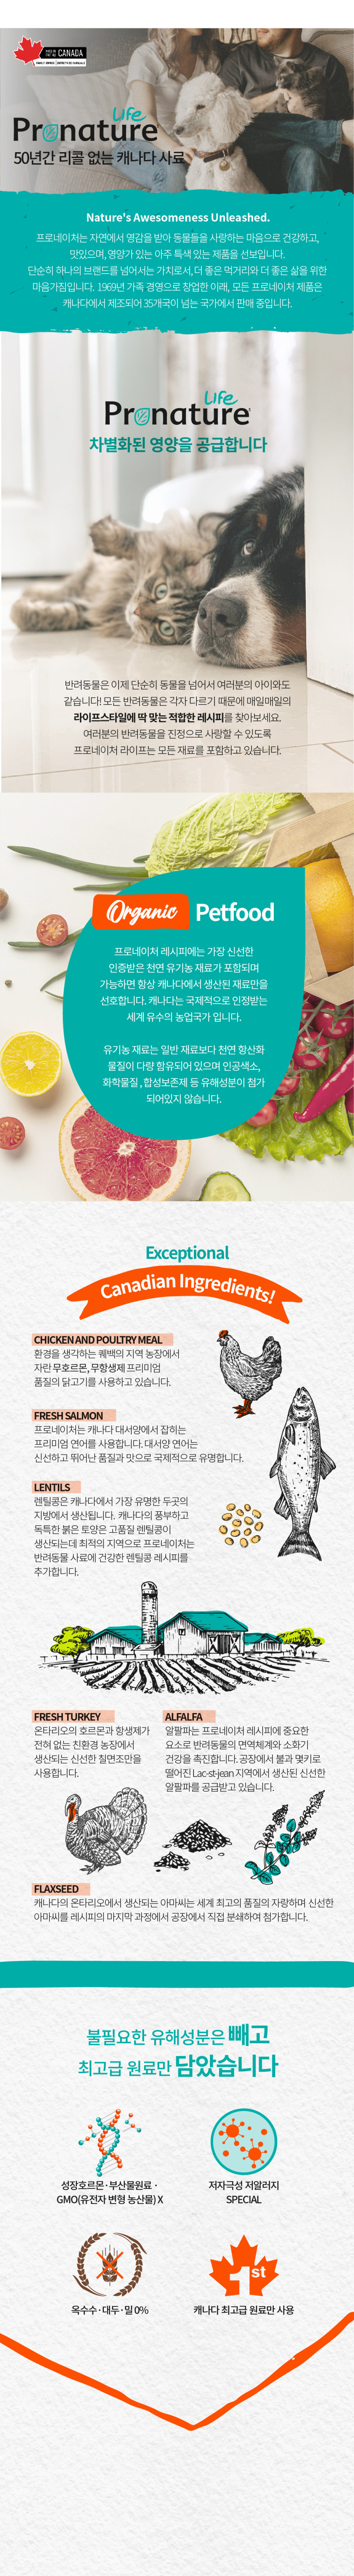 CANADA
Pronature Life
50년간 리콜 없는 캐나다 사료
Nature's Awesomeness Unleashed.
프로네이처는 자연에서 영감을 받아 동물들을 사랑하는 마음으로 건강하고,
맛있으며, 영양가 있는 아주 특색 있는 제품을 선보입니다.
단순히 하나의 브랜드를 넘어서는 가치로서, 더 좋은 먹거리와 더 좋은 삶을 위한
마음가짐입니다. 1969년 가족 경영으로 창업한 이래, 모든 프로네이처 제품은
캐나다에서 제조되어 35개국이 넘는 국가에서 판매 중입니다.
Pronature Life
차별화된 영양을 공급합니다
반려동물은 이제 단순히 동물을 넘어서 여러분의 아이와도
같습니다! 모든 반려동물은 각자 다르기 때문에 매일매일의
라이프스타일에 딱 맞는 적합한 레시피를 찾아보세요.
여러분의 반려동물을 진정으로 사랑할 수 있도록
프로네이처 라이프는 모든 재료를 포함하고 있습니다.
Organic Petfood
프로네이처 레시피에는 가장 신선한
인증받은 천연 유기농 재료가 포함되며
가능하면 항상 캐나다에서 생산된 재료만을
선호합니다. 캐나다는 국제적으로 인정받는
세계 유수의 농업국가 입니다.
유기농 재료는 일반 재료보다 천연 항산화
물질이 다량 함유되어 있으며 인공색소,
화학물질, 합성보존제 등 유해성분이 첨가
되어있지 않습니다.
Exceptional
Canadian Ingredients!
CHICKEN AND POULTRY MEAL
환경을 생각하는 퀘백의 지역 농장에서
자란 무호르몬, 무항생제 프리미엄
품질의 닭고기를 사용하고 있습니다.
FRESH SALMON
프로네이처는 캐나다 대서양에서 잡히는
프리미엄 연어를 사용합니다. 대서양 연어는
신선하고 뛰어난 품질과 맛으로 국제적으로 유명합니다.
LENTILS
렌틸콩은 캐나다에서 가장 유명한 두곳의
지방에서 생산됩니다. 캐나다의 풍부하고
독특한 붉은 토양은 고품질 렌틸콩이
생산되는데 최적의 지역으로 프로네이처는
반려동물 사료에 건강한 렌틸콩 레시피를
추가합니다.
FRESH TURKEY
온타리오의 호르몬과 항생제가
전혀 없는 친환경 농장에서
생산되는 신선한 칠면조만을
사용합니다.
ALFALFA
알팔파는 프로네이처 레시피에 중요한
요소로 반려동물의 면역체계와 소화기
건강을 촉진합니다. 공장에서 불과 몇키로
떨어진 Lac-st-jean 지역에서 생산된 신선한
알팔파를 공급받고 있습니다.
FLAXSEED
캐나다의 온타리오에서 생산되는 아마씨는 세계 최고의 품질의 자랑하며 신선한
아마씨를 레시피의 마지막 과정에서 공장에서 직접 분쇄하여 첨가합니다.
불필요한 유해성분은 빼고
최고급 원료만 담았습니다
성장호르몬·부산물원료·
GMO(유전자 변형 농산물) X
저자극성 저알러지
SPECIAL
1st
옥수수·대두·밀 0%
캐나다 최고급 원료만 사용